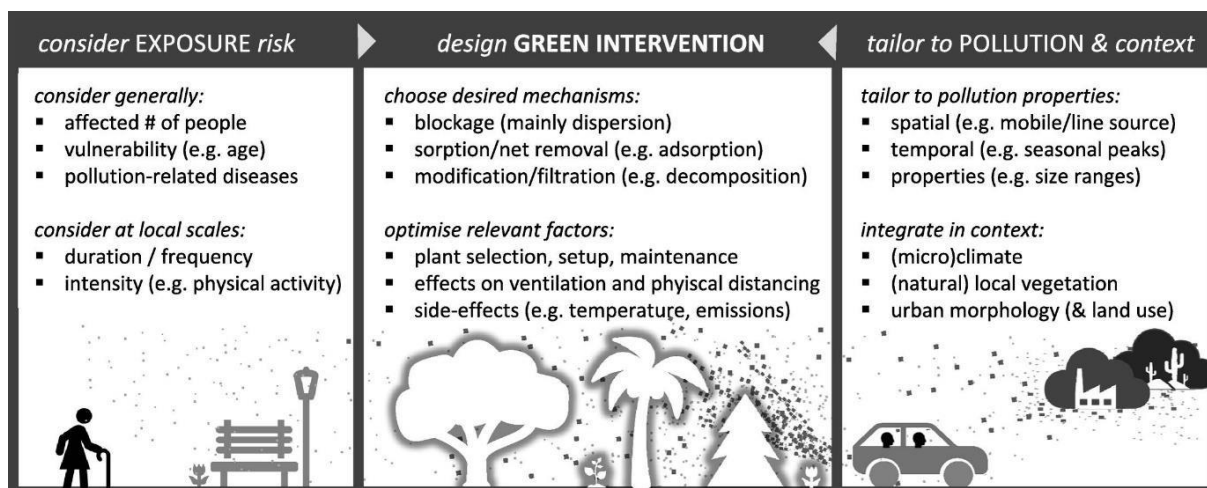 consider EXPOSURE risk
consider generally:
▪ affected # of people
▪ vulnerability (e.g. age)
▪ pollution-related diseases
consider at local scales:
▪ duration / frequency
▪ intensity (e.g. physical activity)
design GREEN INTERVENTION
choose desired mechanisms:
▪ blockage (mainly dispersion)
▪ sorption/net removal (e.g. adsorption)
▪ modification/filtration (e.g. decomposition)
optimise relevant factors:
▪ plant selection, setup, maintenance
▪ effects on ventilation and phyiscal distancing
▪ side-effects (e.g. temperature, emissions)
tailor to POLLUTION & context
tailor to pollution properties:
▪ spatial (e.g. mobile/line source)
▪ temporal (e.g. seasonal peaks)
▪ properties (e.g. size ranges)
integrate in context:
▪ (micro)climate
▪ (natural) local vegetation
▪ urban morphology (& land use)